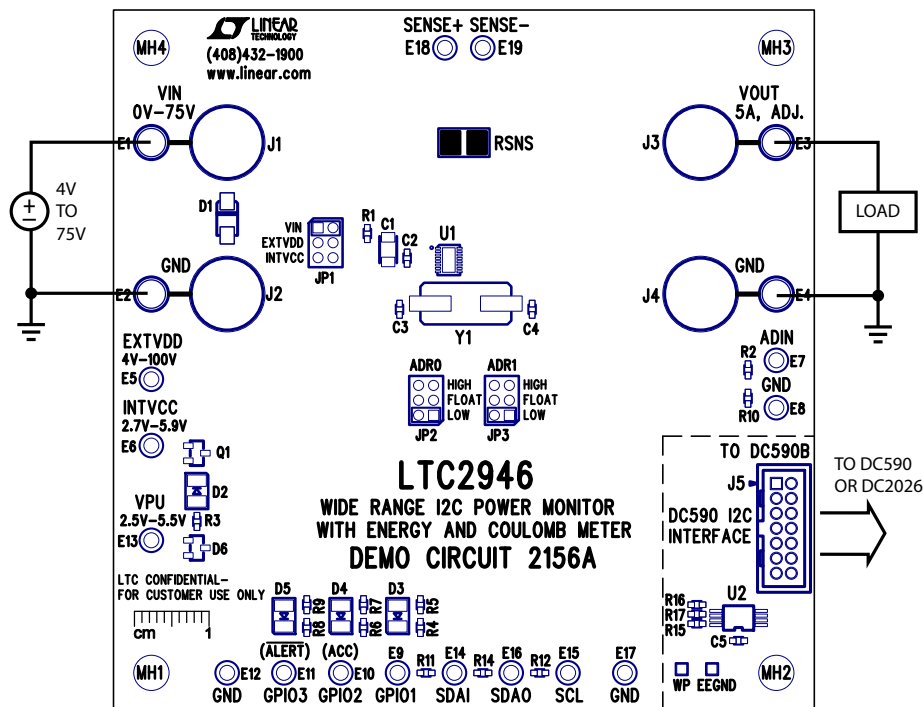 LINEAR
TECHNOLOGY
(408)432-1900
www.linear.com
SENSE+ SENSE-
E18 E19
MH4
MH3
VIN
0V-75V
E1
J1
RSNS
VOUT
5A, ADJ.
J3
E3
4V
TO
75V
LOAD
D1
VIN
EXTVDD
INTVCC
JP1
R1
C1
C2
U1
GND
E2
J2
C3
Y1
C4
GND
J4
E4
EXTVDD
4V-100V
E5
INTVCC
2.7V-5.9V
E6
ADR0
HIGH
FLOAT
LOW
JP2
ADR1
HIGH
FLOAT
LOW
JP3
ADIN
R2
E7
GND
R10
E8
Q1
D2
VPU
2.5V-5.5V
R3
E13
D6
LTC2946
WIDE RANGE I2C POWER MONITOR
WITH ENERGY AND COULOMB METER
DEMO CIRCUIT 2156A
TO DC590B
J5
DC590 I2C
INTERFACE
TO DC590
OR DC2026
LTC CONFIDENTIAL-
FOR CUSTOMER USE ONLY
cm 1
D5
R9
R8
D4
R7
R6
D3
R5
R4
U2
R16
R17
R15
C5
MH1
(ALERT)
(ACC)
E12
GND
E11
GPIO3
E10
GPIO2
E9
GPIO1
R11
E14
SDAI
R14
E16
SDAO
R12
E15
SCL
E17
GND
WP EEGND
MH2